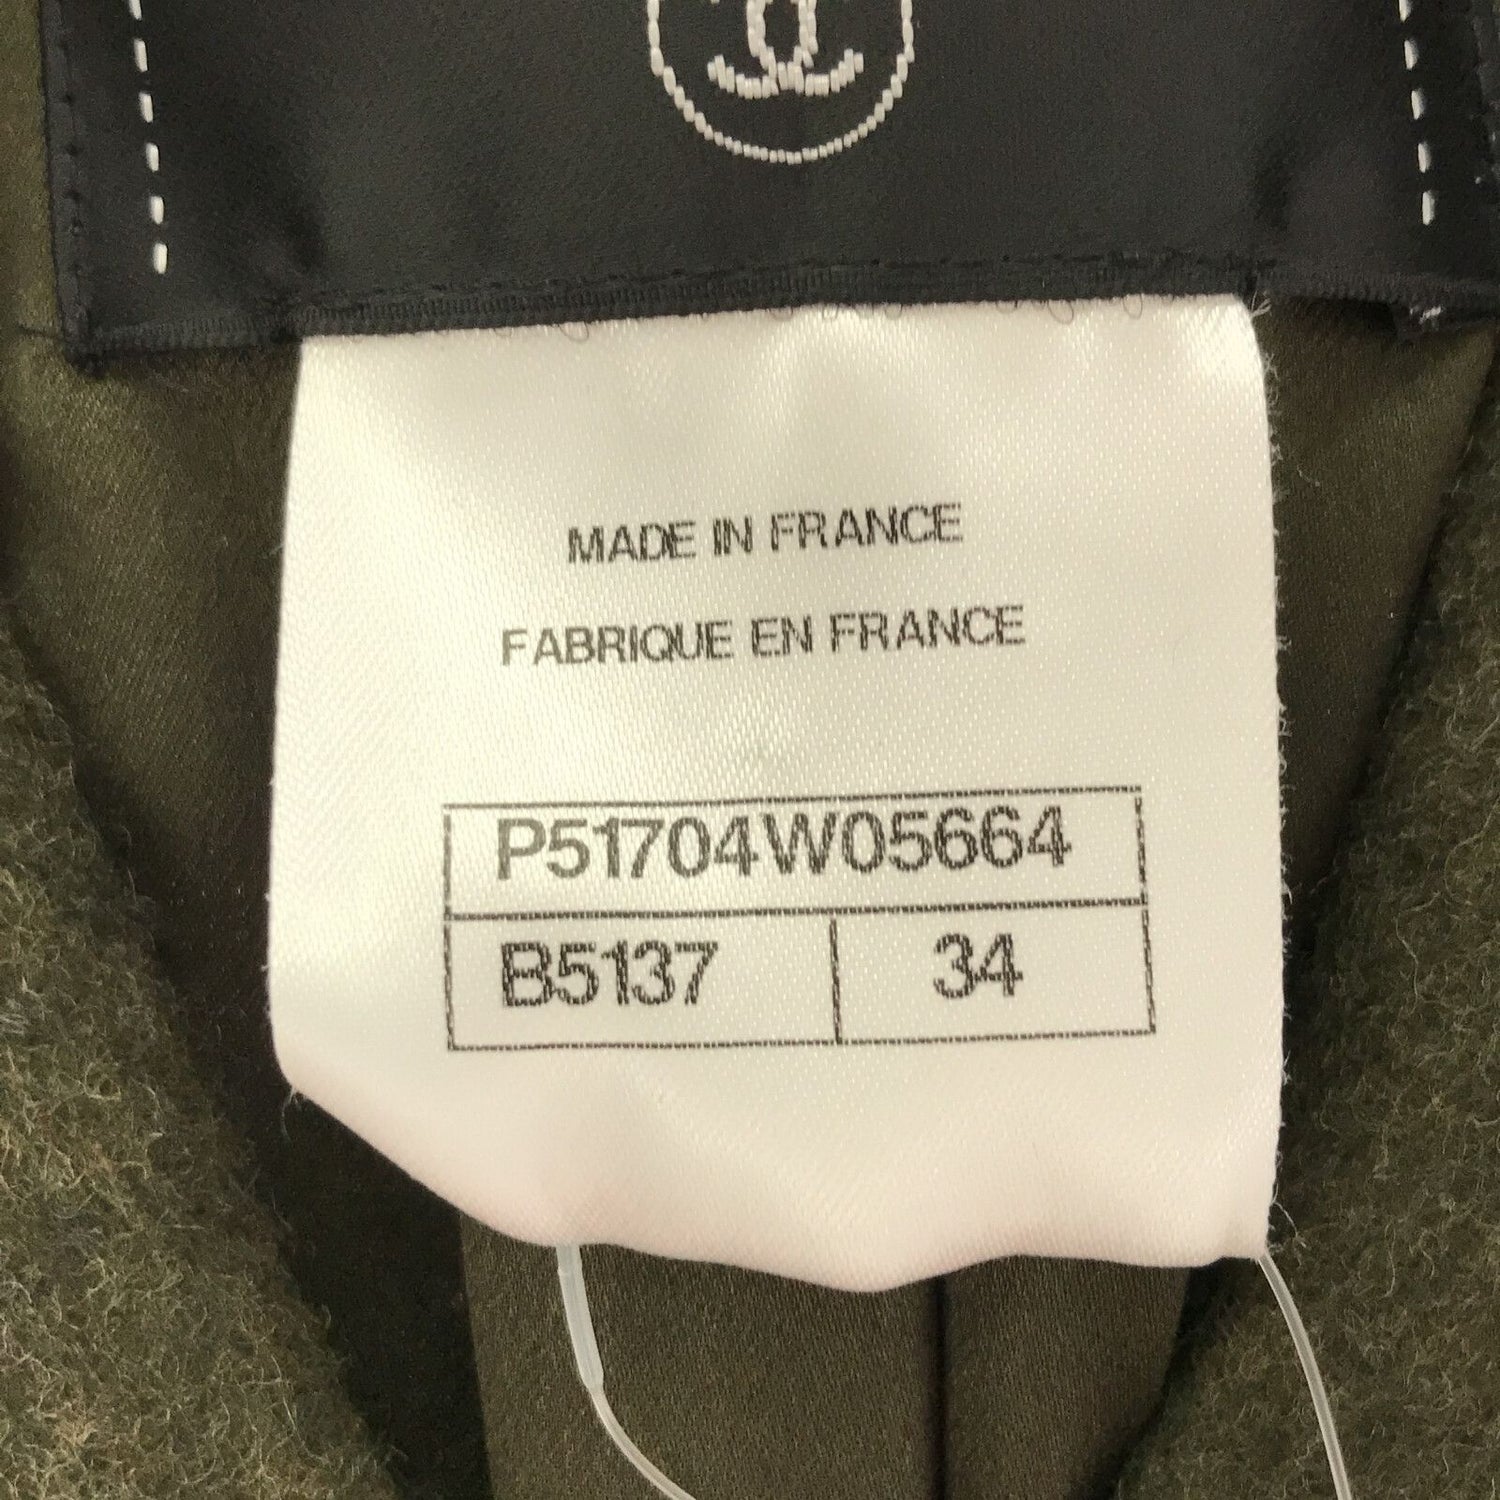 MADE IN FRANCE
FABRIQUE EN FRANCE
P51704W05664
B5137 34